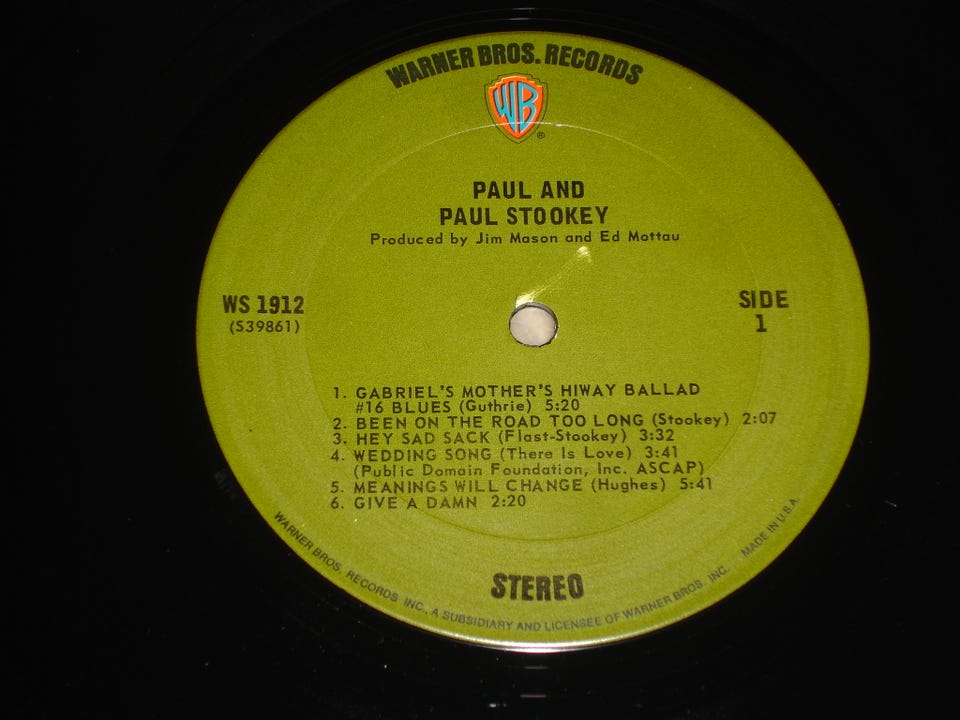 WARNER BROS. RECORDS
WB
®
PAUL AND
PAUL STOOKEY
Produced by Jim Mason and Ed Mottau
WS 1912
(S39861)
SIDE
1
1. GABRIEL'S MOTHER'S HIWAY BALLAD
#16 BLUES (Guthrie) 5:20
2. BEEN ON THE ROAD TOO LONG (Stookey) 2:07
3. HEY SAD SACK (Flast-Stookey) 3:32
4. WEDDING SONG (There Is Love) 3:41
(Public Domain Foundation, Inc. ASCAP)
5. MEANINGS WILL CHANGE (Hughes) 5:41
6. GIVE A DAMN 2:20
STEREO
WARNER BROS. RECORDS INC., A SUBSIDIARY AND LICENSEE OF WARNER BROS. INC. MADE IN U.S.A.